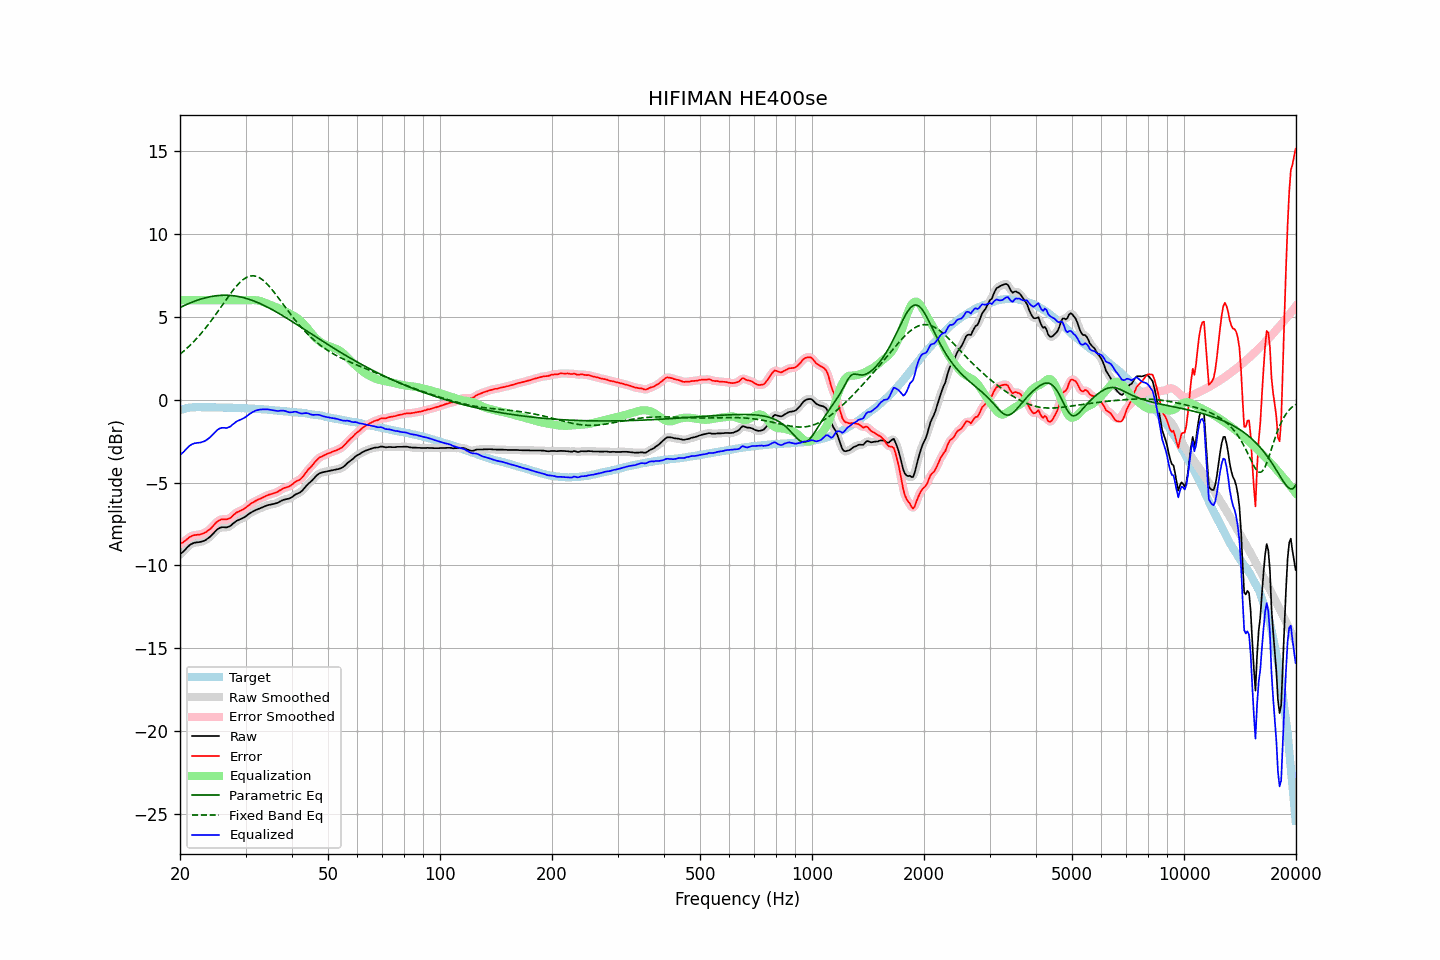 HIFIMAN HE400se
15
10
5
0
−5
−10
−15
−20
−25
Amplitude (dBr)
Target
Raw Smoothed
Error Smoothed
Raw
Error
Equalization
Parametric Eq
Fixed Band Eq
Equalized
20 50 100 200 500 1000 2000 5000 10000 20000
Frequency (Hz)